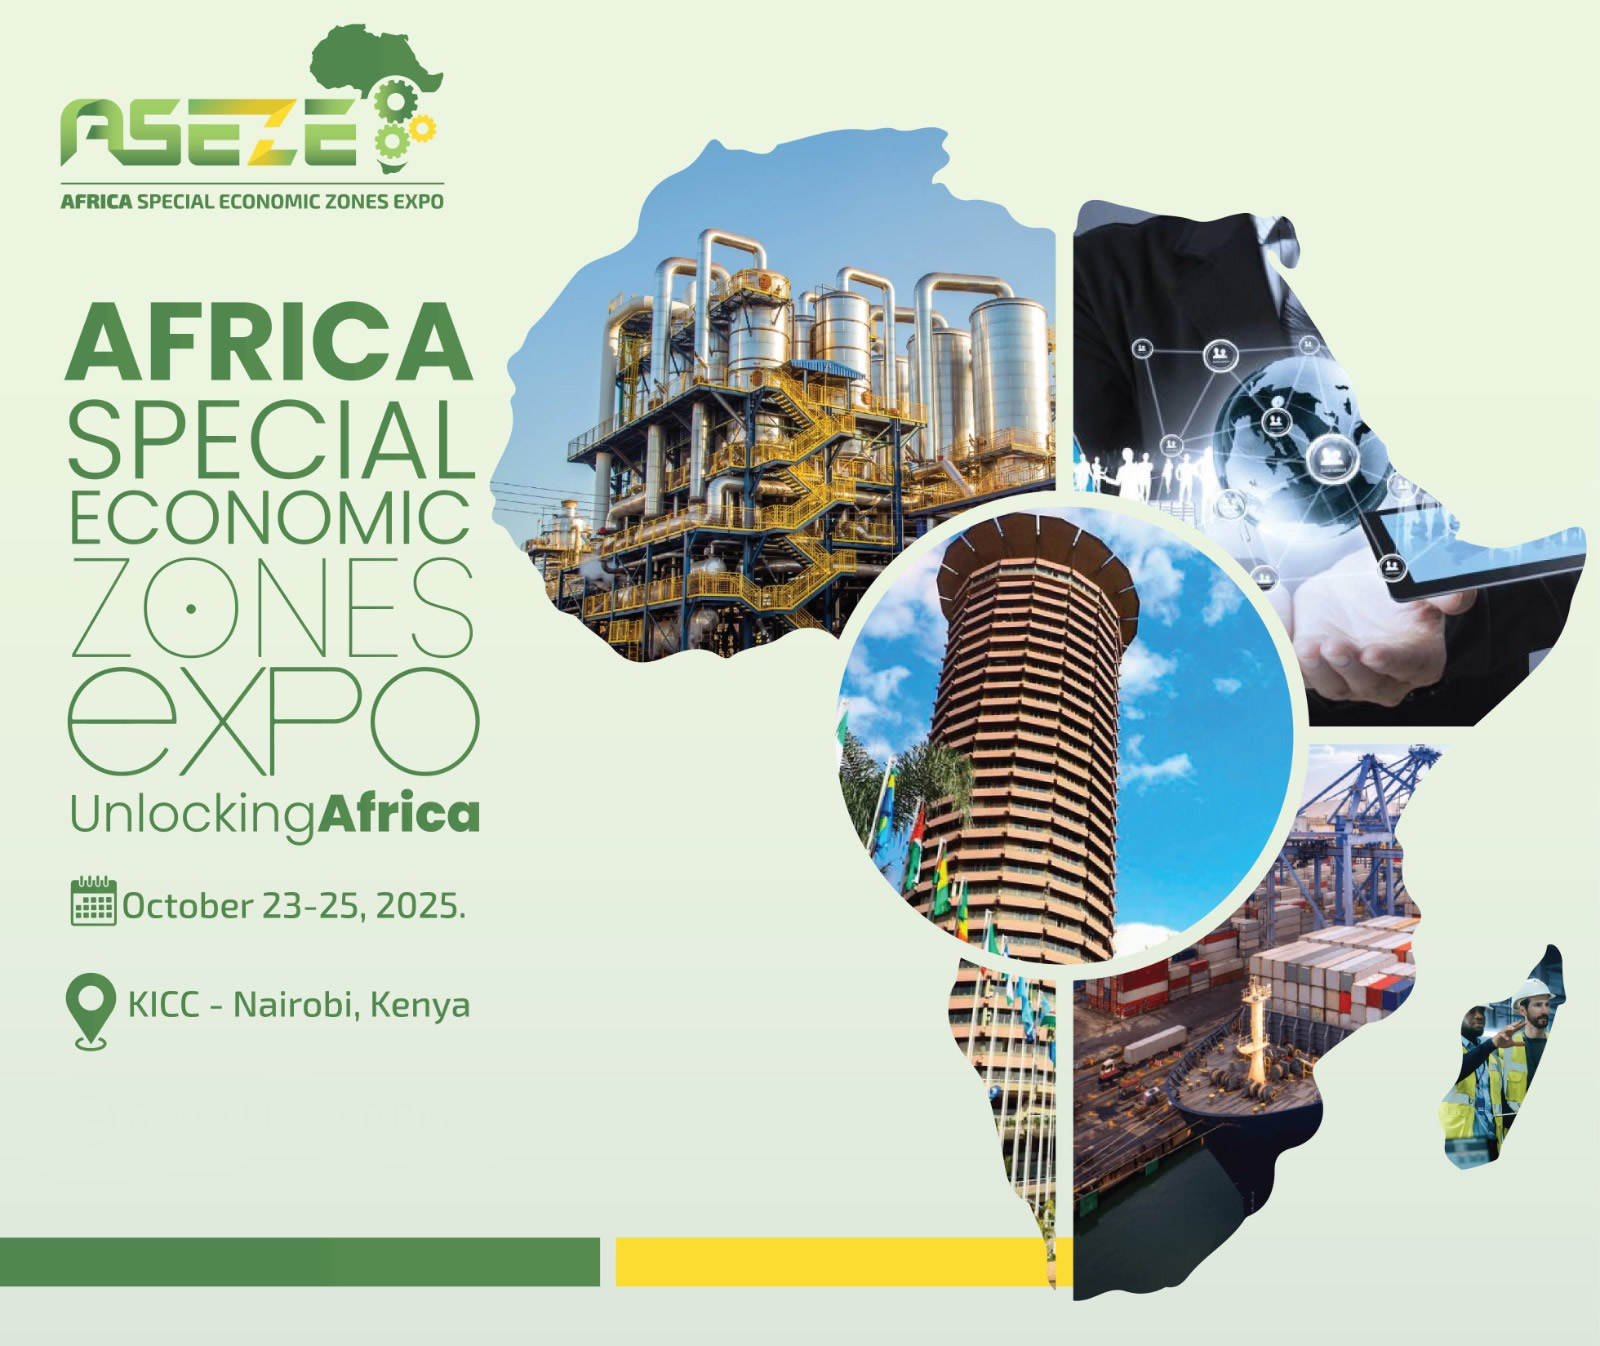 ASEZE
AFRICA SPECIAL ECONOMIC ZONES EXPO
AFRICA
SPECIAL
ECONOMIC
ZONES
eXPO
UnlockingAfrica
October 23-25, 2025.
KICC - Nairobi, Kenya